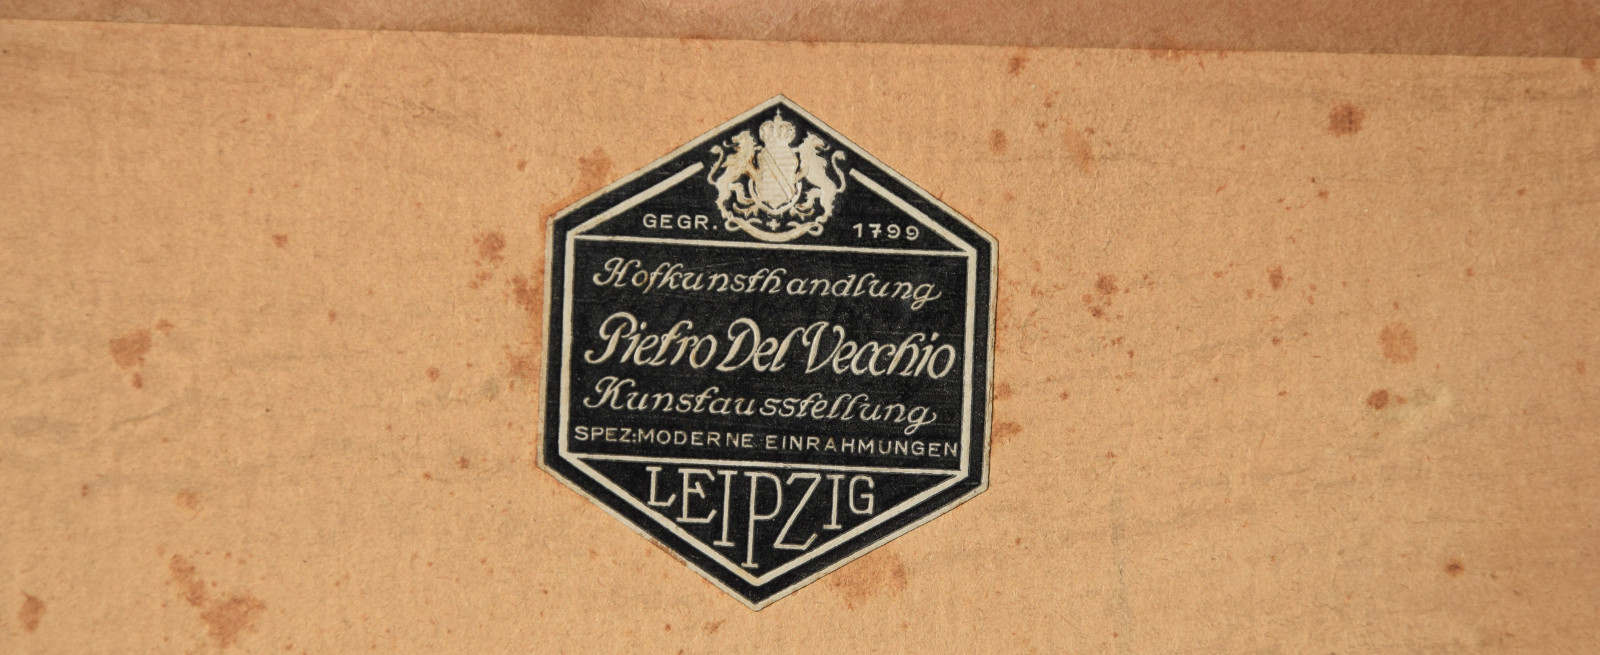 GEGR. 1799
Hofkunsthandlung
Pietro Del Vecchio
Kunstausstellung
SPEZ:MODERNE EINRAHMUNGEN
LEIPZIG